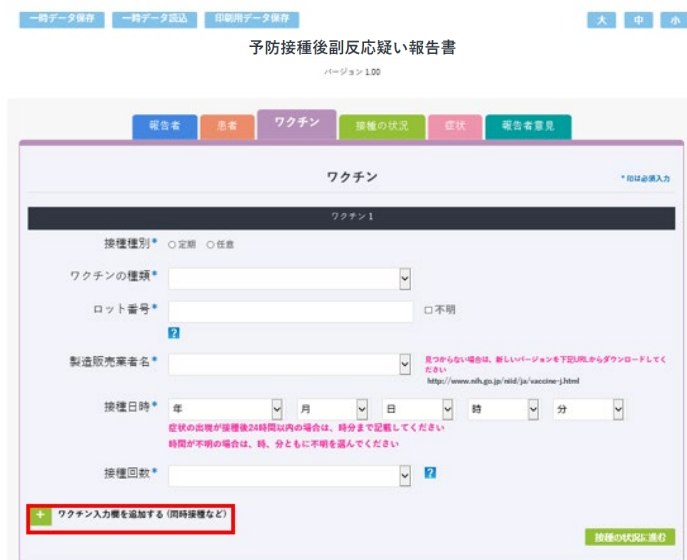 一時データ保存 一時データ読込 印刷用データ保存 大 中 小
予防接種後副反応疑い報告書
バージョン 1.00
報告者 患者 ワクチン 接種の状況 症状 報告者意見
ワクチン
*印は必須入力
ワクチン 1
接種種別* 定期 任意
ワクチンの種類*
ロット番号* 不明
?
製造販売業者名*
見つからない場合は、新しいバージョンを下記URLからダウンロードしてく
ださい
http://www.nih.go.jp/niid/ja/vaccine-j.html
接種日時* 年 月 日 時 分
症状の出現が接種後24時間以内の場合は、時分まで記載してください
時間が不明の場合は、時、分ともに不明を選んでください
接種回数* ?
+ ワクチン入力欄を追加する (同時接種など)
接種の状況に進む